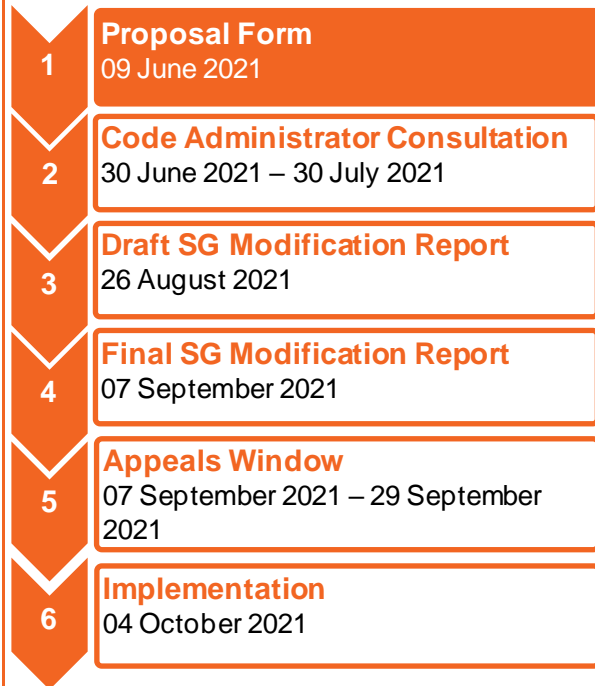 1
Proposal Form
09 June 2021
2
Code Administrator Consultation
30 June 2021 – 30 July 2021
3
Draft SG Modification Report
26 August 2021
4
Final SG Modification Report
07 September 2021
5
Appeals Window
07 September 2021 – 29 September
2021
6
Implementation
04 October 2021